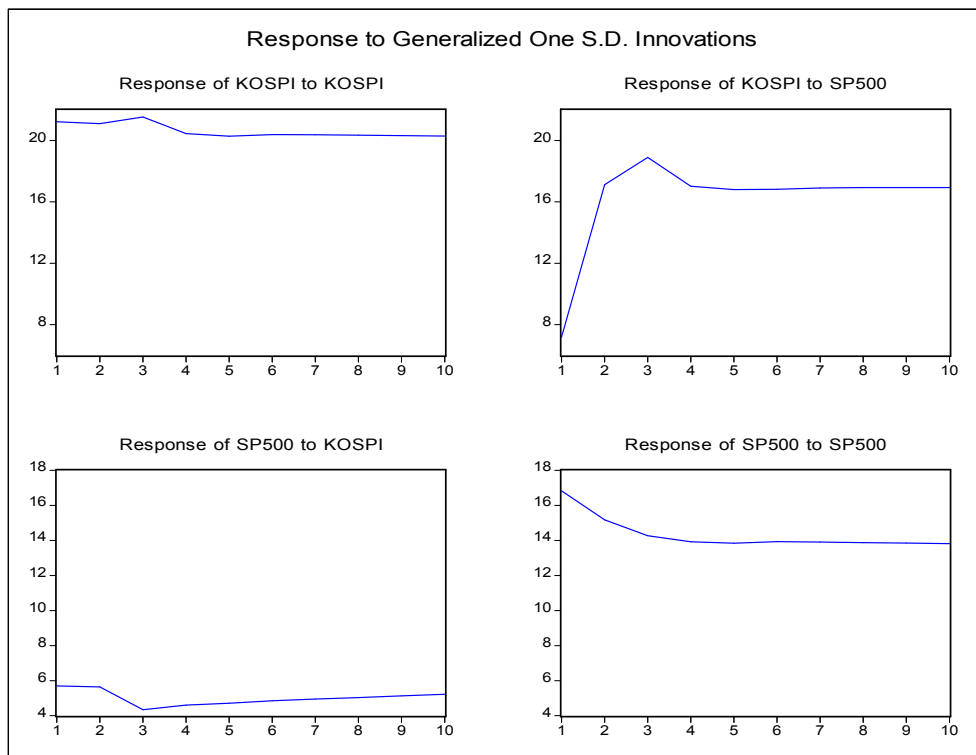 Response to Generalized One S.D. Innovations
Response of KOSPI to KOSPI
20
16
12
8
1 2 3 4 5 6 7 8 9 10
Response of KOSPI to SP500
20
16
12
8
1 2 3 4 5 6 7 8 9 10
Response of SP500 to KOSPI
18
16
14
12
10
8
6
4
1 2 3 4 5 6 7 8 9 10
Response of SP500 to SP500
18
16
14
12
10
8
6
4
1 2 3 4 5 6 7 8 9 10